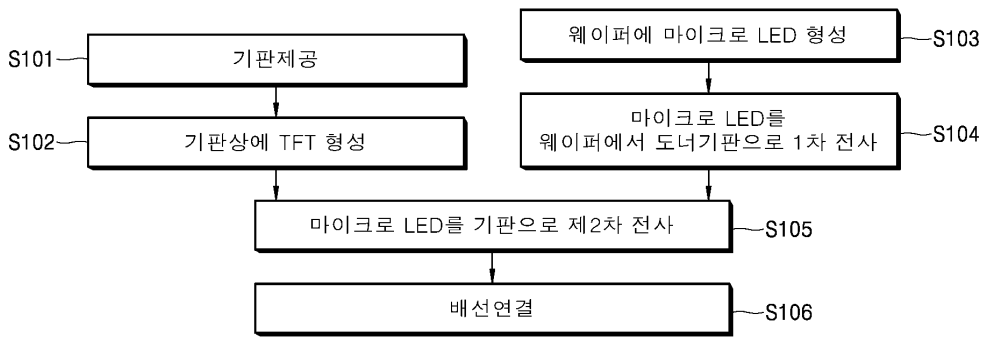 S101
기판제공
S102
기판상에 TFT 형성
웨이퍼에 마이크로 LED 형성
S103
마이크로 LED를
웨이퍼에서 도너기판으로 1차 전사
S104
마이크로 LED를 기판으로 제2차 전사
S105
배선연결
S106